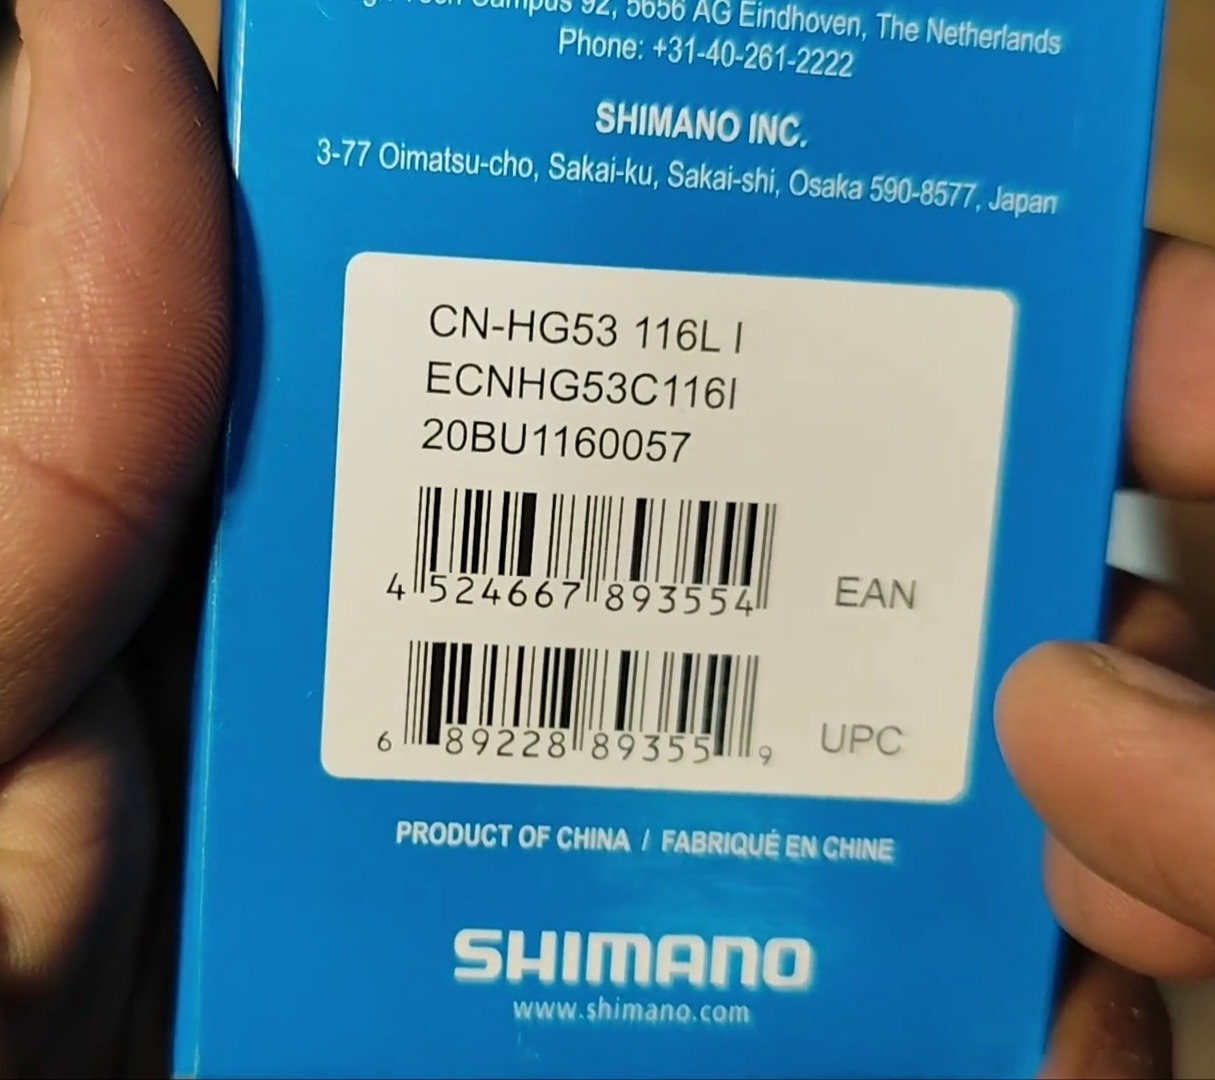 Campus 92, 5656 AG Eindhoven, The Netherlands
Phone: +31-40-261-2222
SHIMANO INC.
3-77 Oimatsu-cho, Sakai-ku, Sakai-shi, Osaka 590-8577, Japan
CN-HG53 116L I
ECNHG53C116I
20BU1160057
4 524667 893554
EAN
6 89228 89355 9
UPC
PRODUCT OF CHINA / FABRIQUÉ EN CHINE
SHIMANO
www.shimano.com